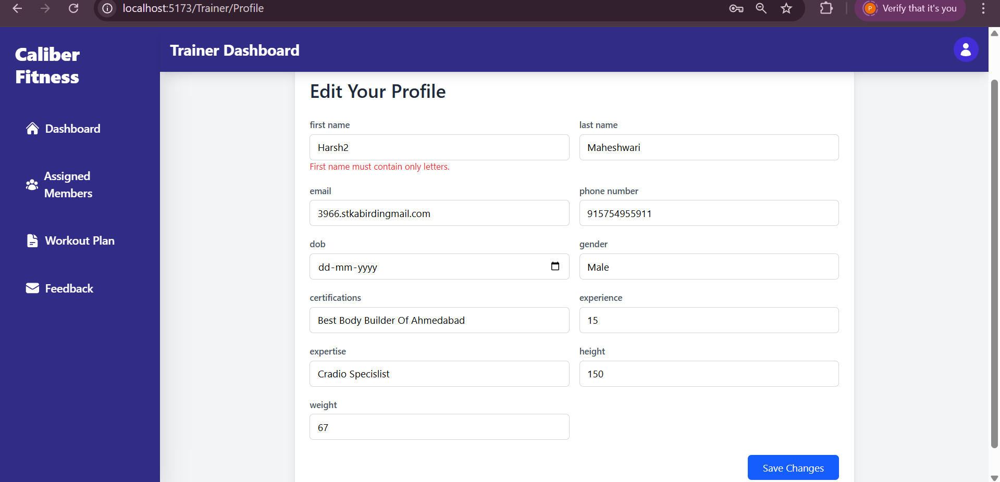 localhost:5173/Trainer/Profile
P
Verify that it's you
Caliber
Fitness
Trainer Dashboard
Dashboard
Assigned
Members
Workout Plan
Feedback
Edit Your Profile
first name
last name
Harsh2
Maheshwari
First name must contain only letters.
email
phone number
3966.stkabirdingmail.com
915754955911
dob
gender
dd-mm-yyyy
Male
certifications
experience
Best Body Builder Of Ahmedabad
15
expertise
height
Cradio Specislist
150
weight
67
Save Changes